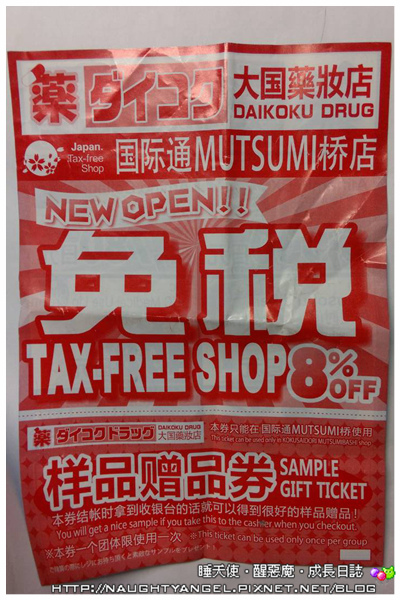 薬 ダイコク 大国藥妝店
DAIKOKU DRUG
Japan. Tax-free Shop
国际通MUTSUMI桥店
NEW OPEN!!
免税
TAX-FREE SHOP 8% OFF
薬 ダイコクドラッグ DAIKOKU DRUG 大国藥妝店
本券只能在 国际通MUTSUMI桥使用
This ticket can be used only is KOKUSAIDORI MUTSUMIBASHI shop
样品赠品券 SAMPLE GIFT TICKET
本券结帐时拿到收银台的话就可以得到很好的样品赠品！
You will get a nice sample if you take this to the cashier when you checkout.
※本券一个团体限使用一次
※This ticket can be used only once per group
睡天使・醒惡魔・成長日誌
HTTP://NAUGHTYANGEL.PIXNET.NET/BLOG